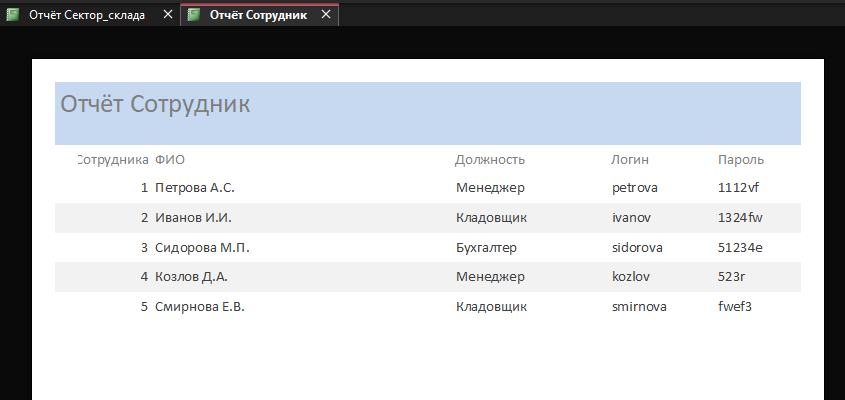 Отчёт Сектор_склада Отчёт Сотрудник
Отчёт Сотрудник
Сотрудника ФИО Должность Логин Пароль
1 Петрова А.С. Менеджер petrova 1112vf
2 Иванов И.И. Кладовщик ivanov 1324fw
3 Сидорова М.П. Бухгалтер sidorova 51234e
4 Козлов Д.А. Менеджер kozlov 523r
5 Смирнова Е.В. Кладовщик smirnova fwef3